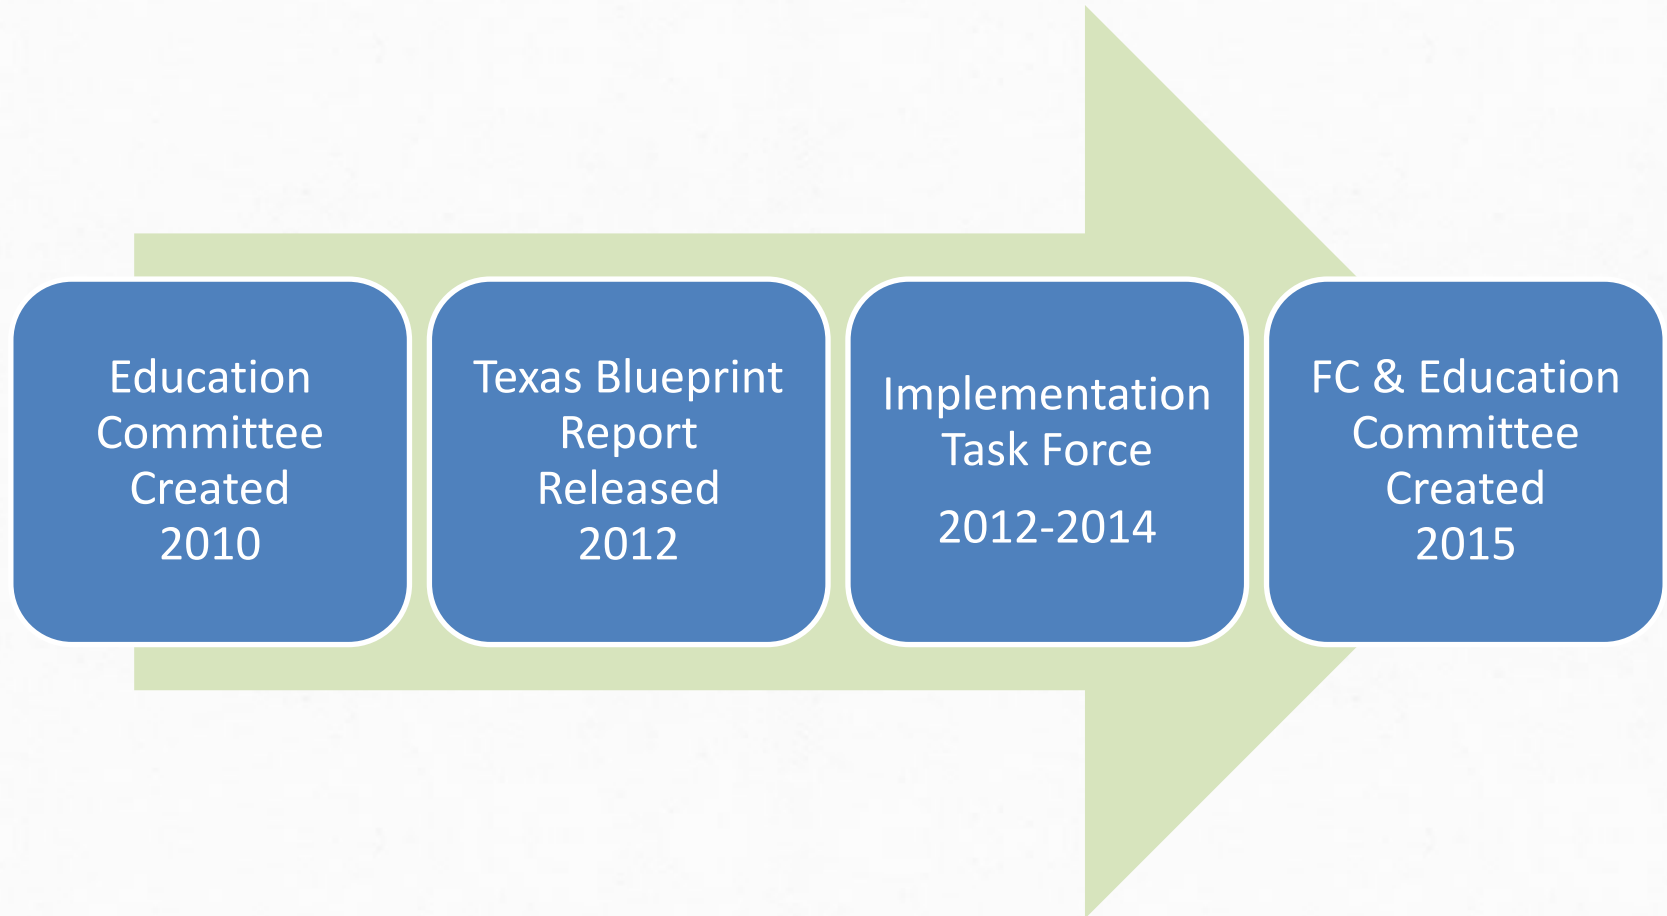 Education
Committee
Created
2010
Texas Blueprint
Report
Released
2012
Implementation
Task Force
2012-2014
FC & Education
Committee
Created
2015